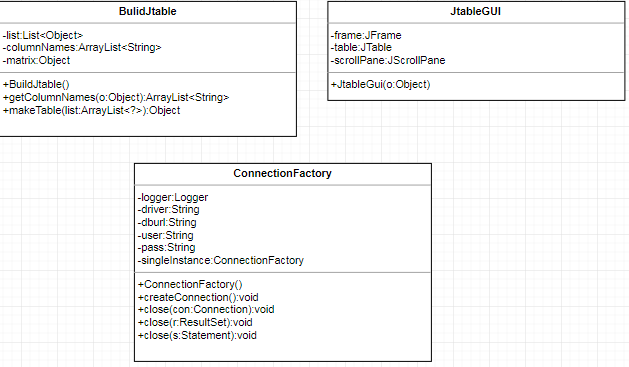 BulidJtable
-list:List<Object>
-columnNames:ArrayList<String>
-matrix:Object
+BuildJtable()
+getColumnNames(o:Object):ArrayList<String>
+makeTable(list:ArrayList<?>):Object
JtableGUI
-frame:JFrame
-table:JTable
-scrollPane:JScrollPane
+JtableGui(o:Object)
ConnectionFactory
-logger:Logger
-driver:String
-dburl:String
-user:String
-pass:String
-singleInstance:ConnectionFactory
+ConnectionFactory()
+createConnection():void
+close(con:Connection):void
+close(r:ResultSet):void
+close(s:Statement):void